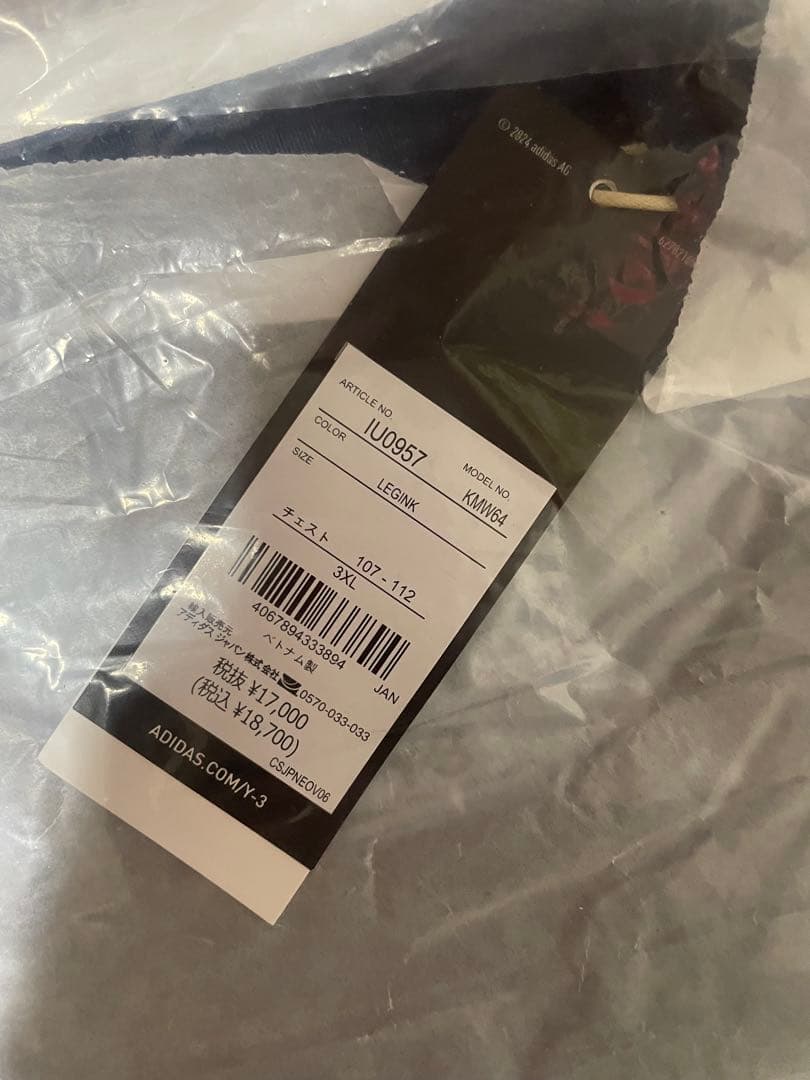 © 2024 adidas AG
ARTICLE NO.
IU0957
MODEL NO.
KMW64
COLOR
LEGINK
SIZE
チェスト 107 - 112
3XL
4067894333894
JAN
ベトナム製
輸入販売元
アディダス ジャパン株式会社 0570-033-033
税抜 ¥17,000
(税込 ¥18,700)
CSJPNEOV06
ADIDAS.COM/Y-3